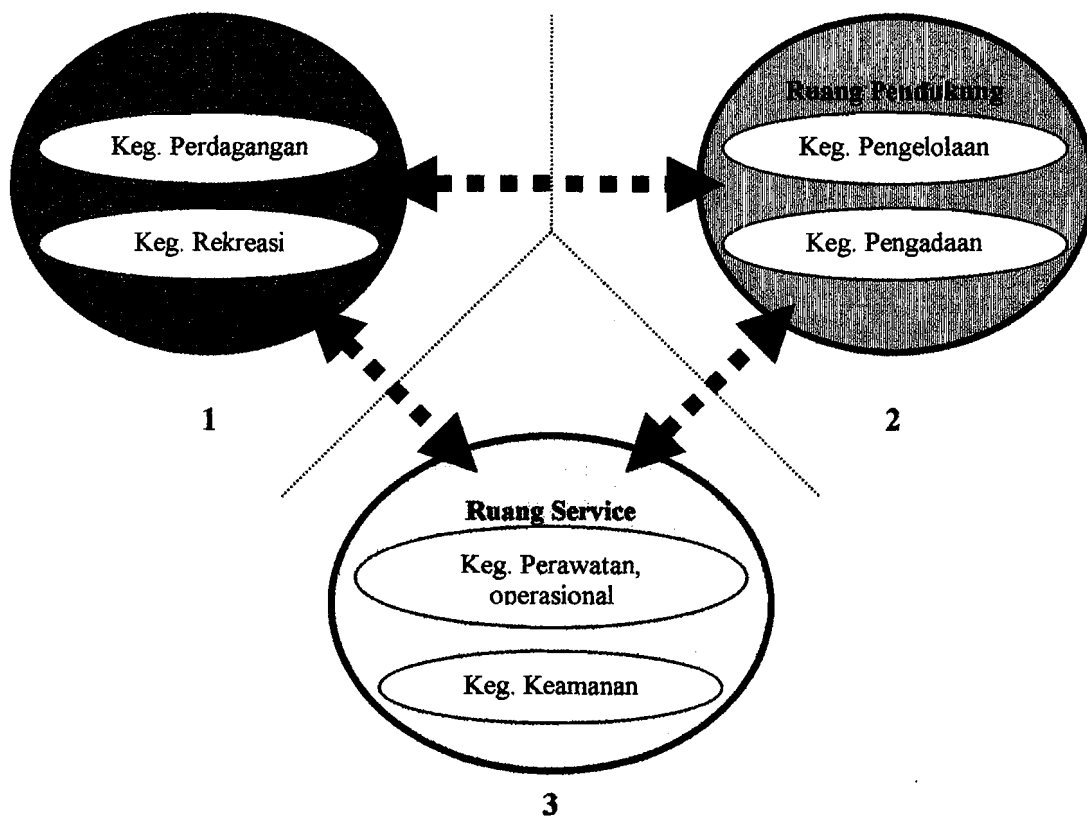 Ruang Pendukung
Keg. Perdagangan
Keg. Rekreasi
Keg. Pengelolaan
Keg. Pengadaan
1
2
Ruang Service
Keg. Perawatan,
operasional
Keg. Keamanan
3